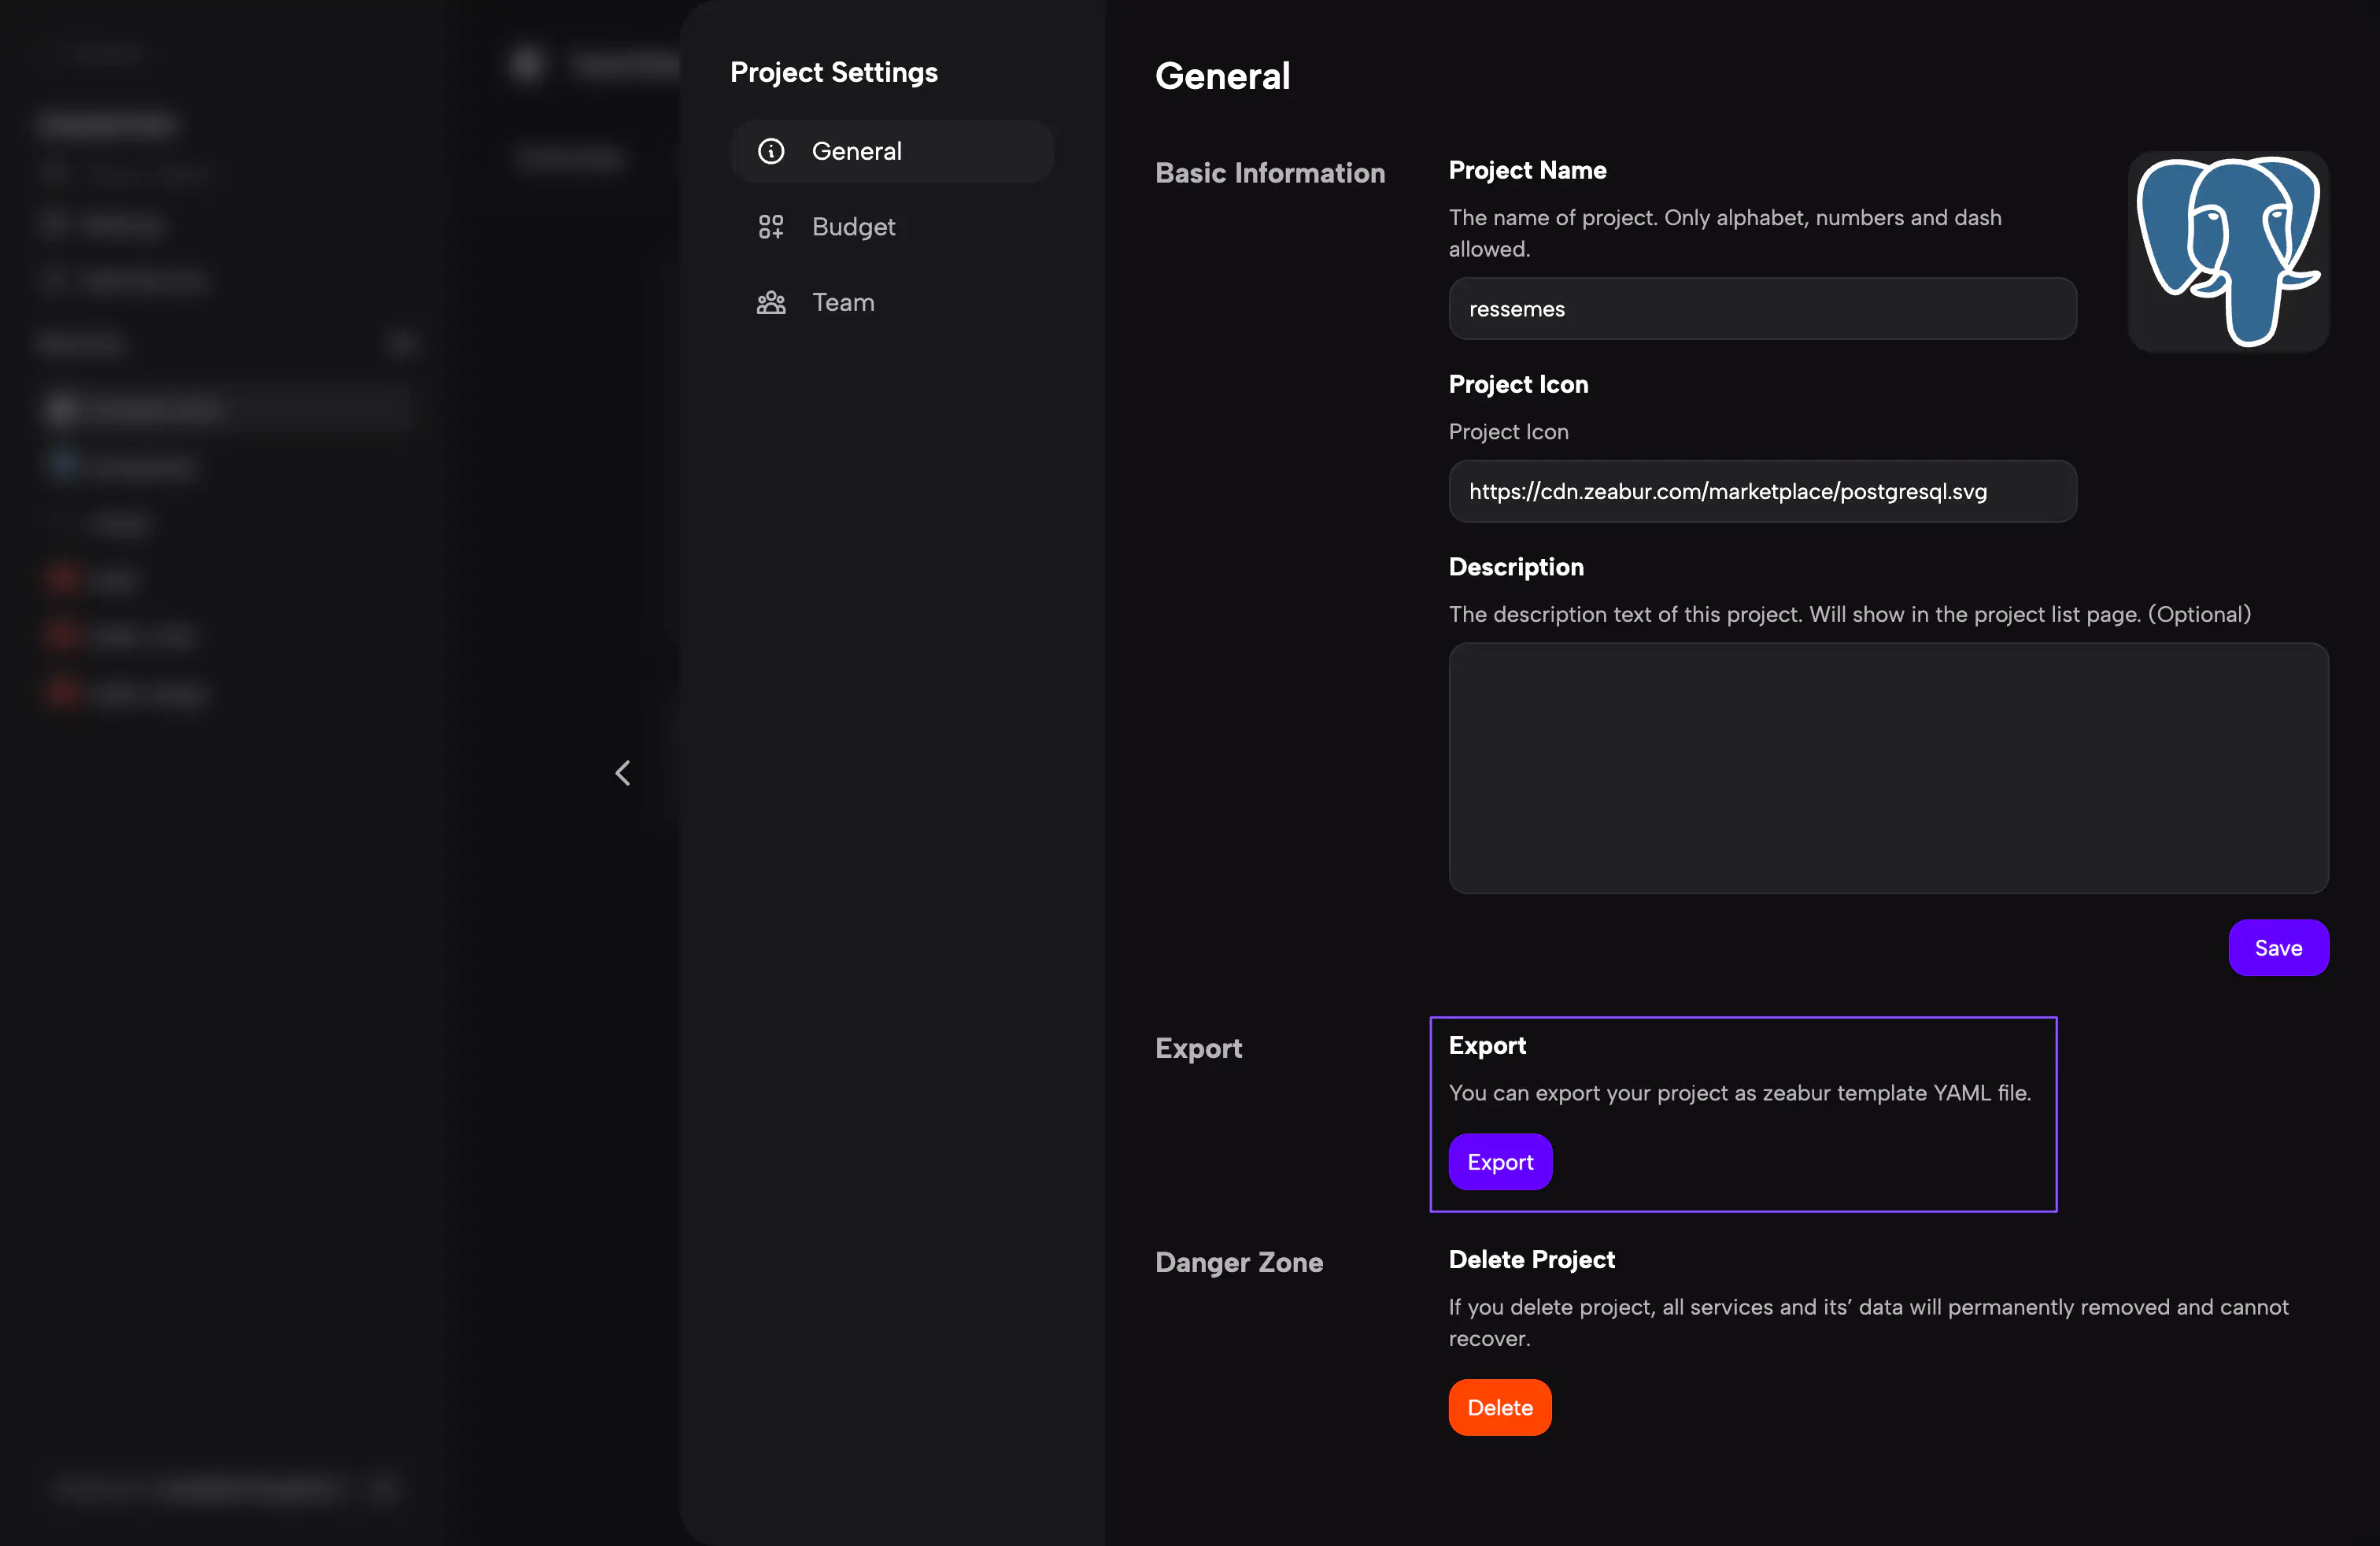 Project Settings
General
Budget
Team
General
Basic Information
Project Name
The name of project. Only alphabet, numbers and dash
allowed.
ressemes
Project Icon
Project Icon
https://cdn.zeabur.com/marketplace/postgresql.svg
Description
The description text of this project. Will show in the project list page. (Optional)
Save
Export
Export
You can export your project as zeabur template YAML file.
Export
Danger Zone
Delete Project
If you delete project, all services and its’ data will permanently removed and cannot
recover.
Delete